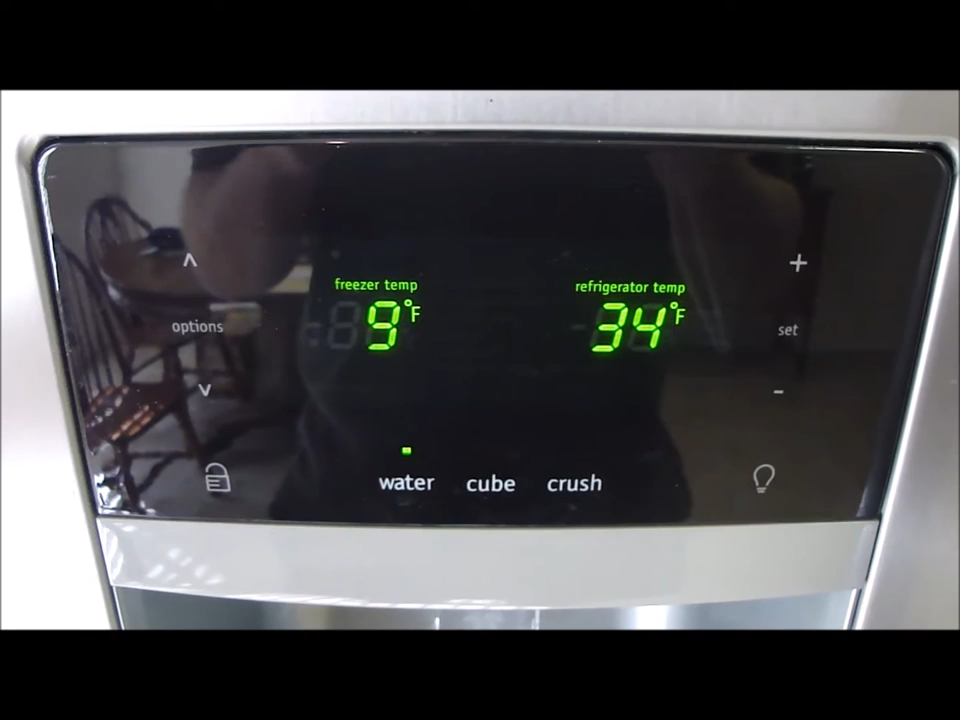 freezer temp refrigerator temp
9°F 34°F
+
options set
-
water cube crush